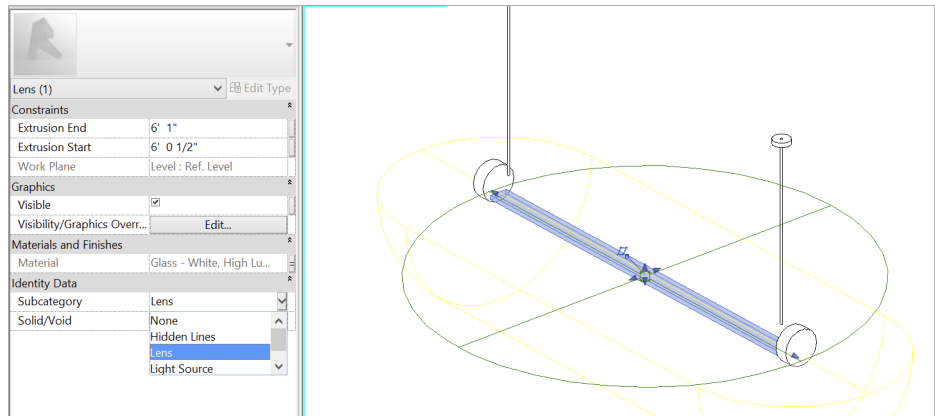 Lens (1) Edit Type
Constraints
Extrusion End 6' 1"
Extrusion Start 6' 0 1/2"
Work Plane Level : Ref. Level
Graphics
Visible
Visibility/Graphics Overr... Edit...
Materials and Finishes
Material Glass - White, High Lu...
Identity Data
Subcategory Lens
Solid/Void None
Hidden Lines
Lens
Light Source